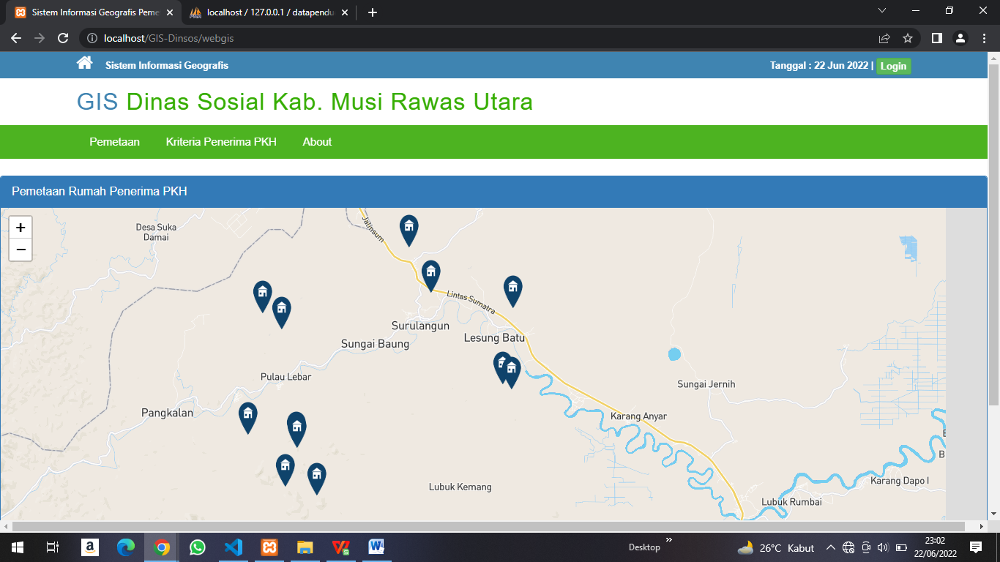 Sistem Informasi Geografis Peme
localhost / 127.0.0.1 / datapendu
localhost/GIS-Dinsos/webgis
Sistem Informasi Geografis
Tanggal : 22 Jun 2022 | Login
GIS Dinas Sosial Kab. Musi Rawas Utara
Pemetaan
Kriteria Penerima PKH
About
Pemetaan Rumah Penerima PKH
+
−
Desa Suka
Damai
Jalinsum
Lintas Sumatra
Surulangun
Lesung Batu
Sungai Baung
Pulau Lebar
Sungai Jernih
Pangkalan
Karang Anyar
B
Lubuk Kemang
Karang Dapo I
Lubuk Rumbai
Desktop
26°C Kabut
23:02
22/06/2022